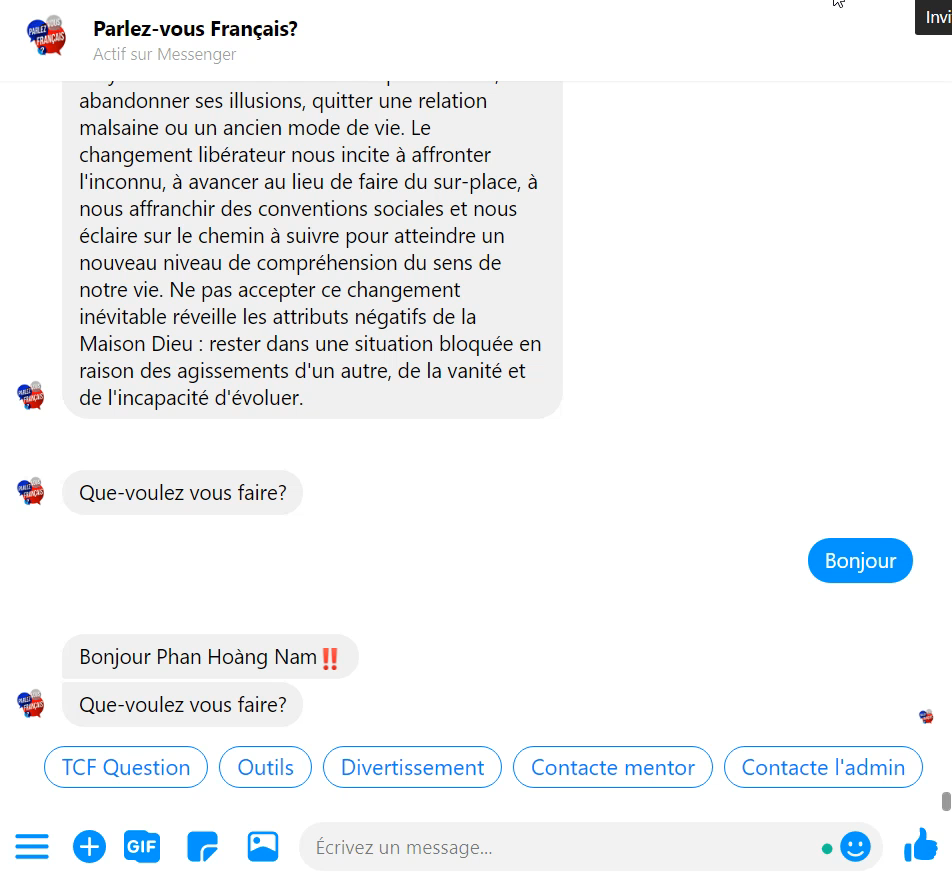 Parlez-vous Français?
Actif sur Messenger
Invi
abandonner ses illusions, quitter une relation
malsaine ou un ancien mode de vie. Le
changement libérateur nous incite à affronter
l'inconnu, à avancer au lieu de faire du sur-place, à
nous affranchir des conventions sociales et nous
éclaire sur le chemin à suivre pour atteindre un
nouveau niveau de compréhension du sens de
notre vie. Ne pas accepter ce changement
inévitable réveille les attributs négatifs de la
Maison Dieu : rester dans une situation bloquée en
raison des agissements d'un autre, de la vanité et
de l'incapacité d'évoluer.
Que-voulez vous faire?
Bonjour
Bonjour Phan Hoàng Nam‼️
Que-voulez vous faire?
TCF Question
Outils
Divertissement
Contacte mentor
Contacte l'admin
GIF
Écrivez un message...